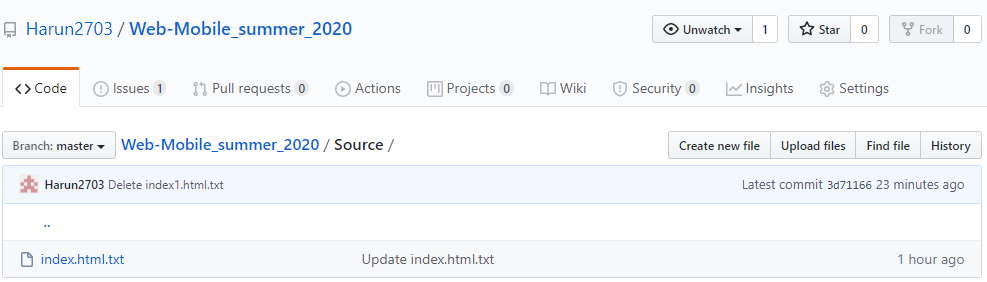 Harun2703 / Web-Mobile_summer_2020 Unwatch 1 Star 0 Fork 0
Code Issues 1 Pull requests 0 Actions Projects 0 Wiki Security 0 Insights Settings
Branch: master Web-Mobile_summer_2020 / Source / Create new file Upload files Find file History
Harun2703 Delete index1.html.txt Latest commit 3d71166 23 minutes ago
..
index.html.txt Update index.html.txt 1 hour ago